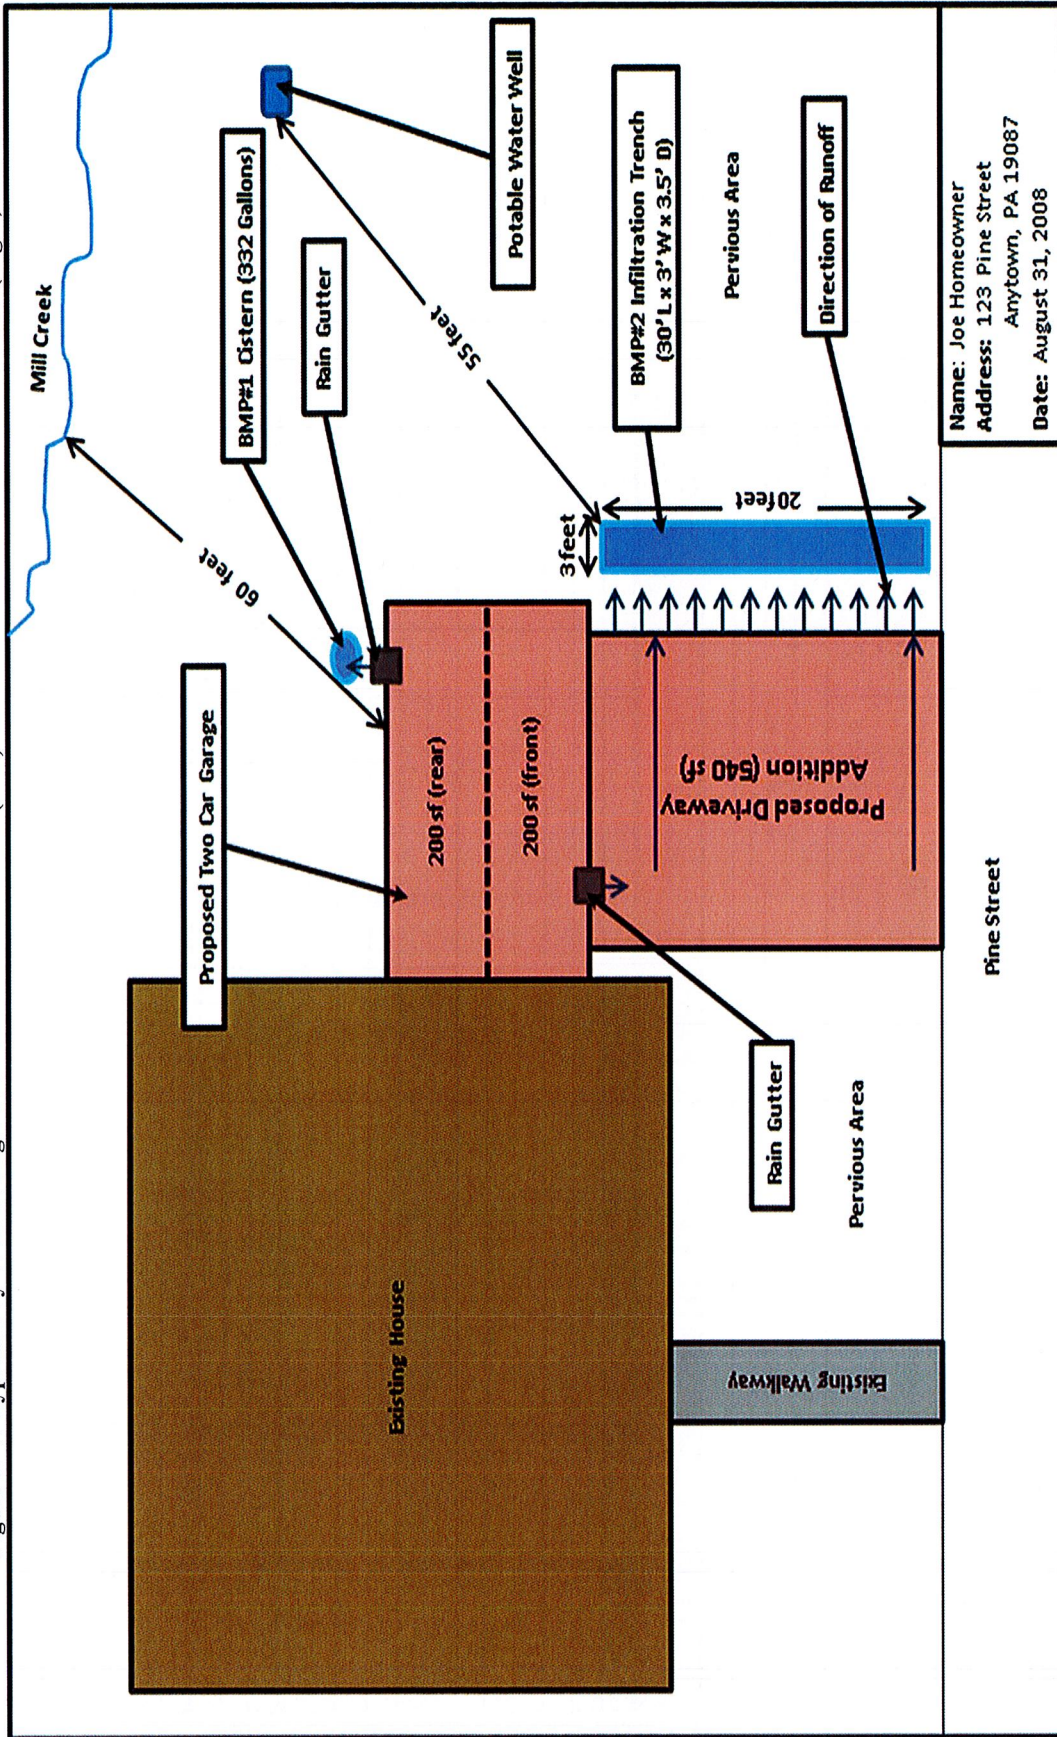 Mill Creek
60 feet
BMP#1 Cistern (332 Gallons)
Rain Gutter
Potable Water Well
55 feet
Proposed Two Car Garage
200 sf (rear)
200 sf (front)
Existing House
3 feet
20 feet
BMP#2 Infiltration Trench
(30' L x 3' W x 3.5' D)
Pervious Area
Direction of Runoff
Proposed Driveway
Addition (540 sf)
Rain Gutter
Pervious Area
Existing Walkway
Pine Street
Name: Joe Homeowner
Address: 123 Pine Street
Anytown, PA 19087
Date: August 31, 2008